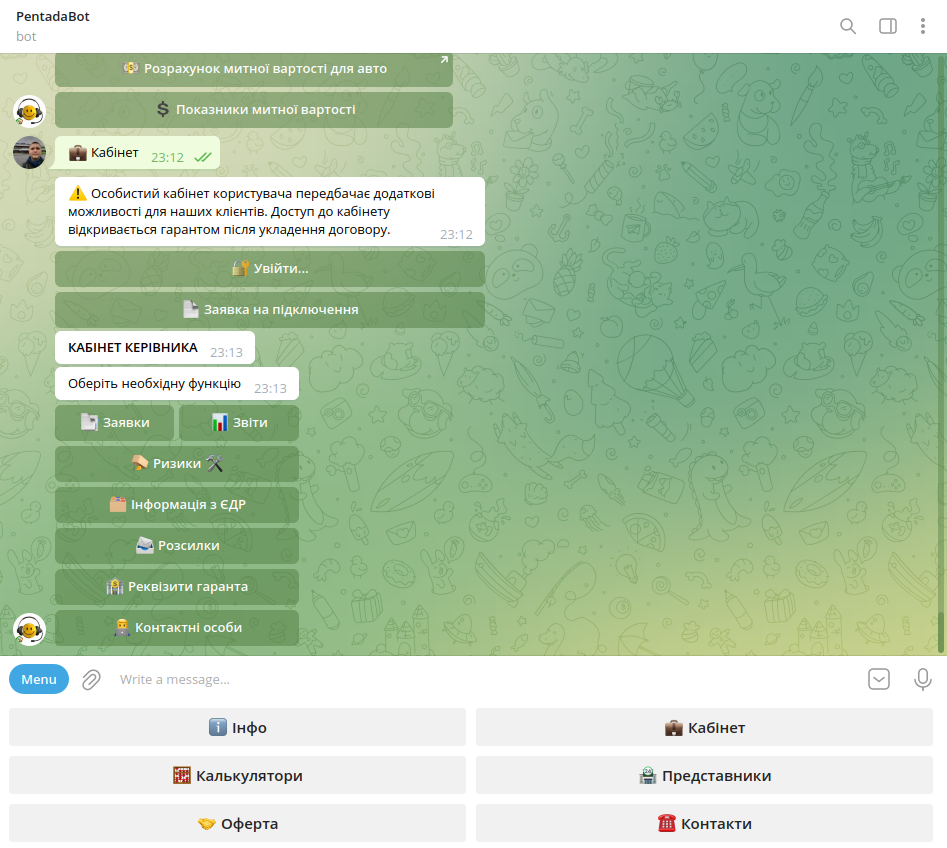 PentadaBot
bot
Розрахунок митної вартості для авто
Показники митної вартості
Кабінет 23:12
Особистий кабінет користувача передбачає додаткові
можливості для наших клієнтів. Доступ до кабінету
відкривається гарантом після укладення договору. 23:12
Увійти...
Заявка на підключення
КАБІНЕТ КЕРІВНИКА 23:13
Оберіть необхідну функцію 23:13
Заявки
Звіти
Ризики
Інформація з ЄДР
Розсилки
Реквізити гаранта
Контактні особи
Menu
Write a message...
Інфо
Кабінет
Калькулятори
Представники
Оферта
Контакти